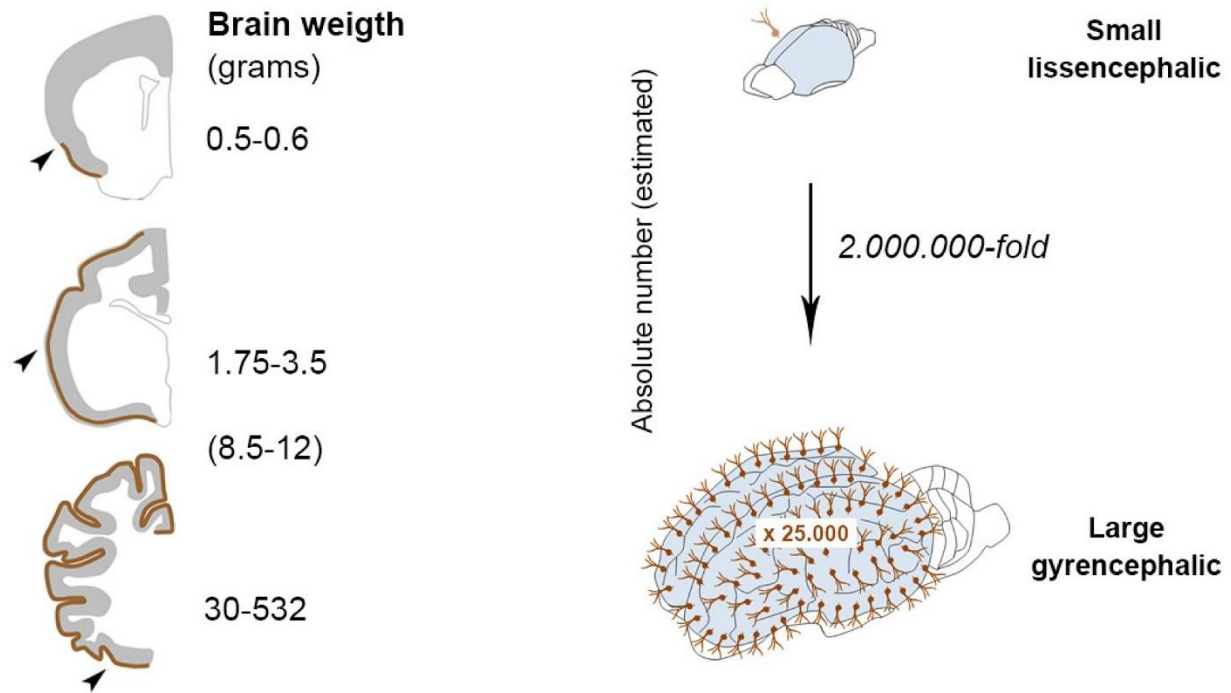 Brain weigth
(grams)
0.5-0.6
1.75-3.5
(8.5-12)
30-532
Absolute number (estimated)
Small
lissencephalic
2.000.000-fold
x 25.000
Large
gyrencephalic